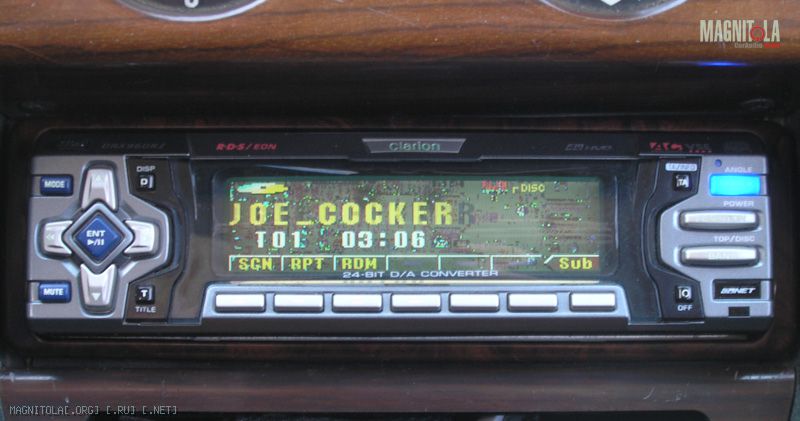 MAGNITOLA
R·D·S/EON
clarion
MODE
DISP
D
DISC
TA
ANGLE
POWER
JOE_COCKER
ENT
T01 03:06
TOP/DISC
SCN RPT RDM Sub
24-BIT D/A CONVERTER
MUTE
T
TITLE
OFF
MAGNITOLA[.ORG] [.RU] [.NET]